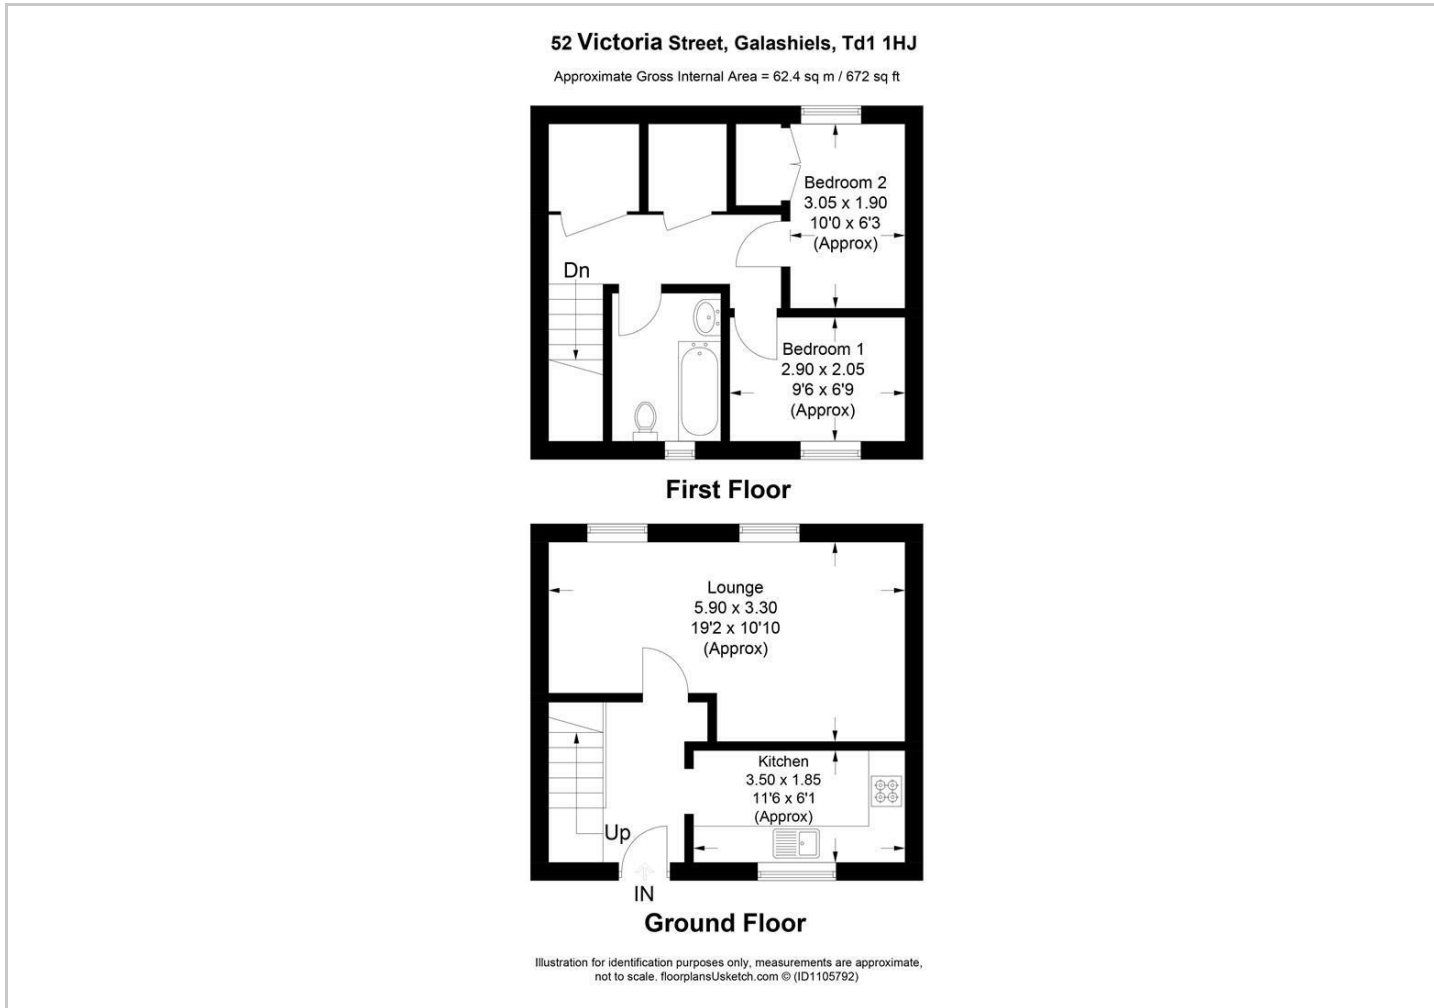 52 Victoria Street, Galashiels, Td1 1HJ
Approximate Gross Internal Area = 62.4 sq m / 672 sq ft
Bedroom 2
3.05 x 1.90
10'0 x 6'3
(Approx)
Dn
Bedroom 1
2.90 x 2.05
9'6 x 6'9
(Approx)
First Floor
Lounge
5.90 x 3.30
19'2 x 10'10
(Approx)
Kitchen
3.50 x 1.85
11'6 x 6'1
(Approx)
Up
IN
Ground Floor
Illustration for identification purposes only, measurements are approximate,
not to scale. floorplansUsketch.com © (ID1105792)